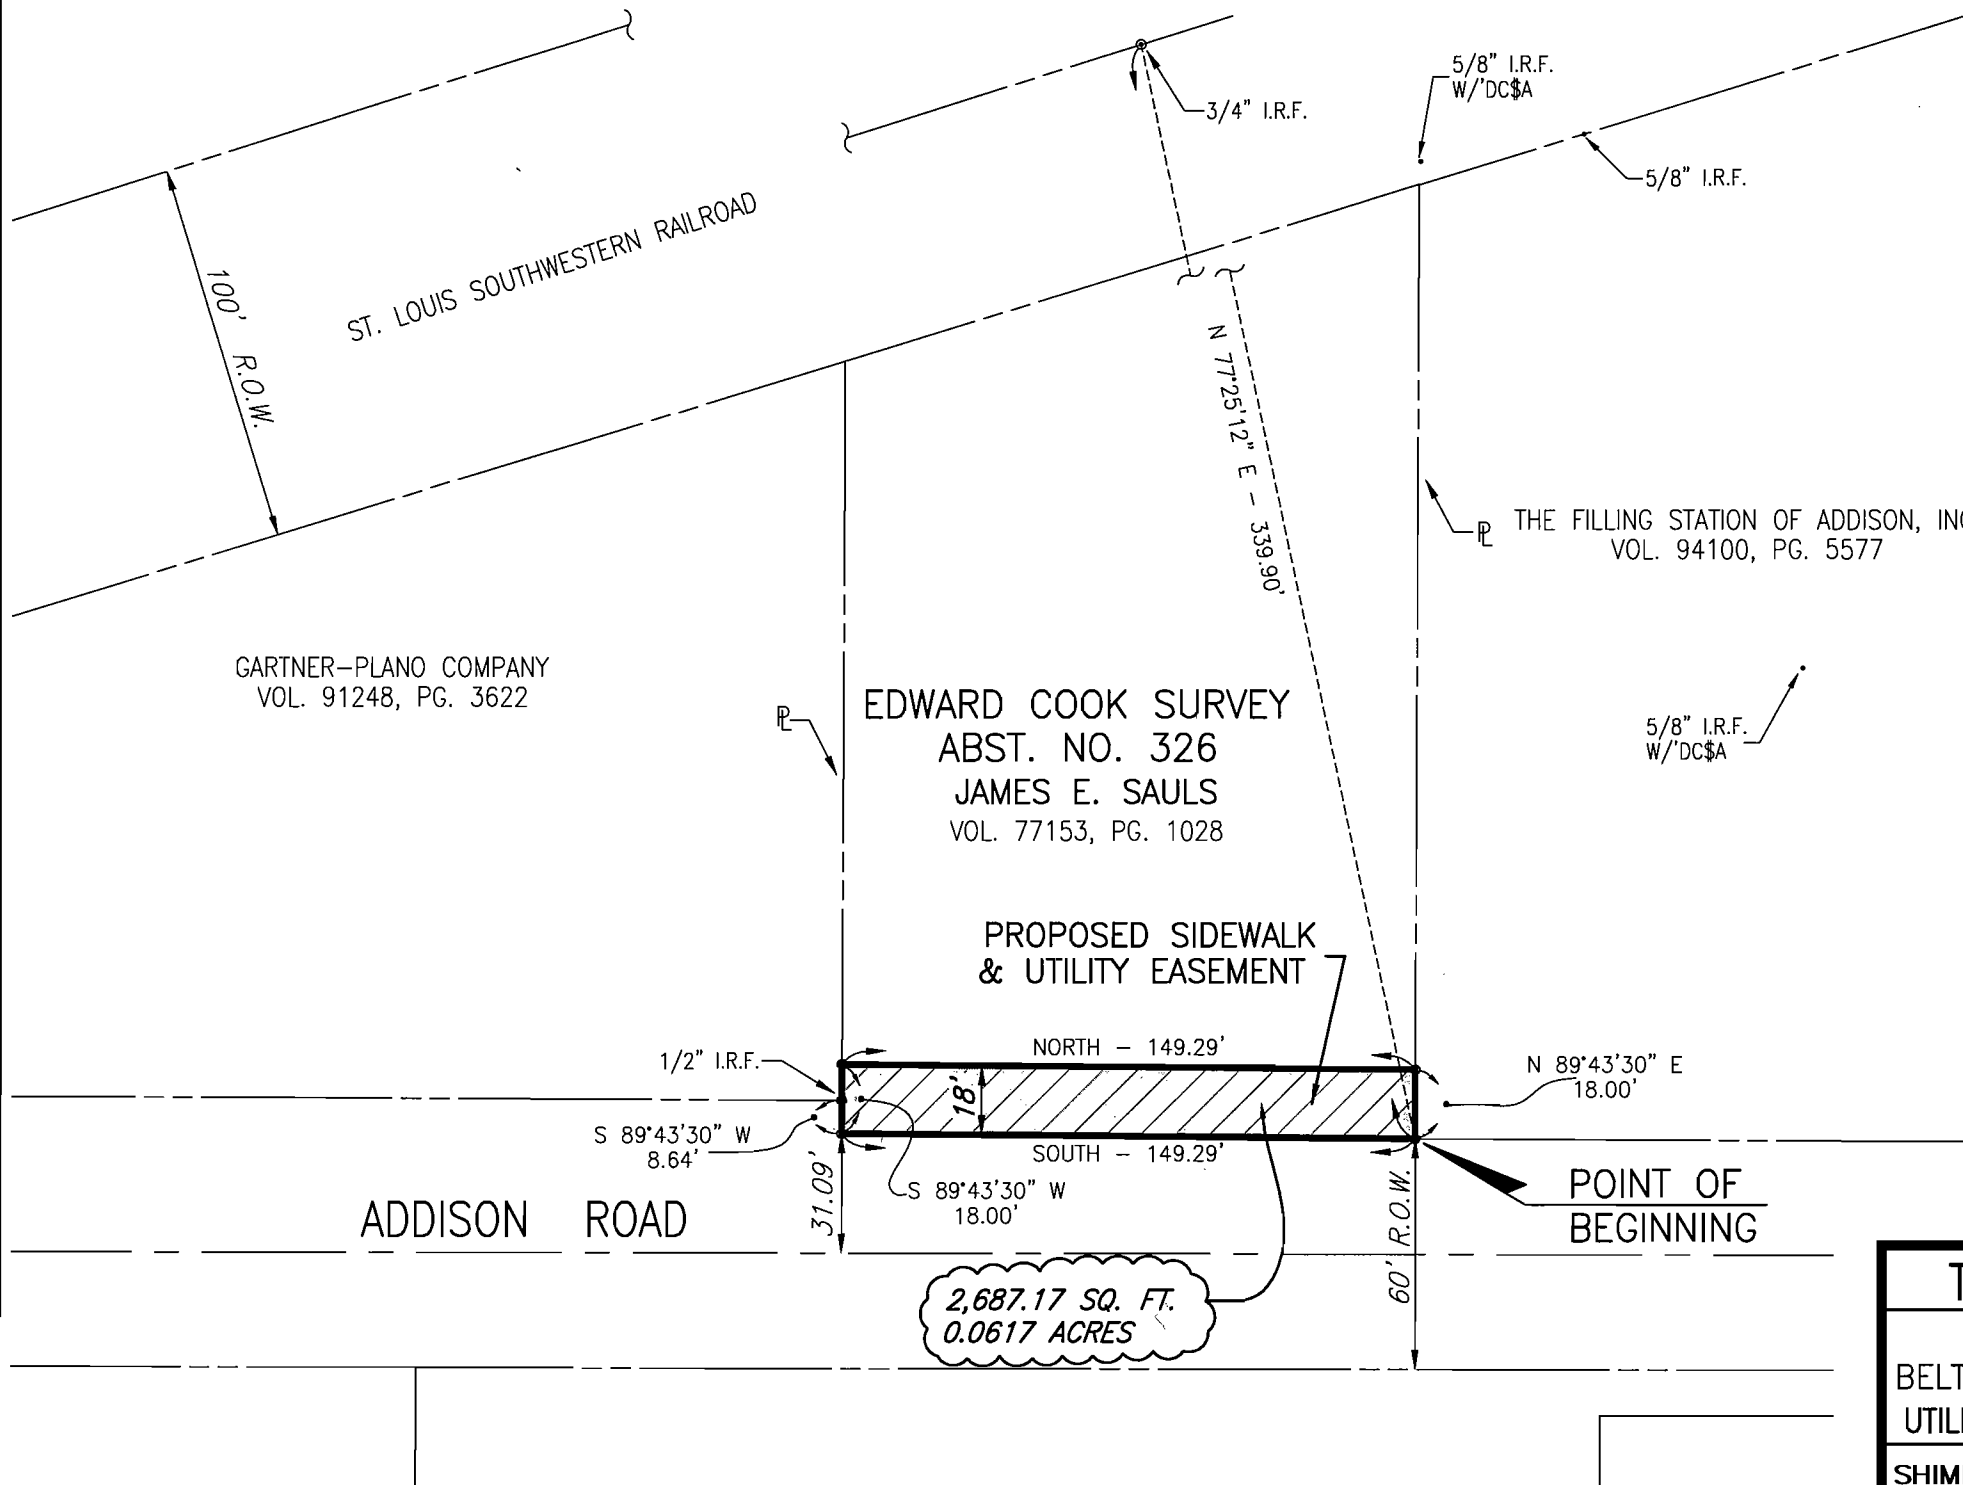 5/8" I.R.F.
W/'DC$A
3/4" I.R.F.
5/8" I.R.F.
ST. LOUIS SOUTHWESTERN RAILROAD
100' R.O.W.
N 77°25'12" E - 339.90'
℄ THE FILLING STATION OF ADDISON, INC
VOL. 94100, PG. 5577
GARTNER-PLANO COMPANY
VOL. 91248, PG. 3622
EDWARD COOK SURVEY
ABST. NO. 326
JAMES E. SAULS
VOL. 77153, PG. 1028
5/8" I.R.F.
W/'DC$A
PROPOSED SIDEWALK
& UTILITY EASEMENT
NORTH - 149.29'
1/2" I.R.F.
N 89°43'30" E
18.00'
18'
S 89°43'30" W
8.64'
SOUTH - 149.29'
S 89°43'30" W
18.00'
31.09'
60' R.O.W.
POINT OF
BEGINNING
ADDISON ROAD
2,687.17 SQ. FT.
0.0617 ACRES
T
BELT
UTILI
SHIM